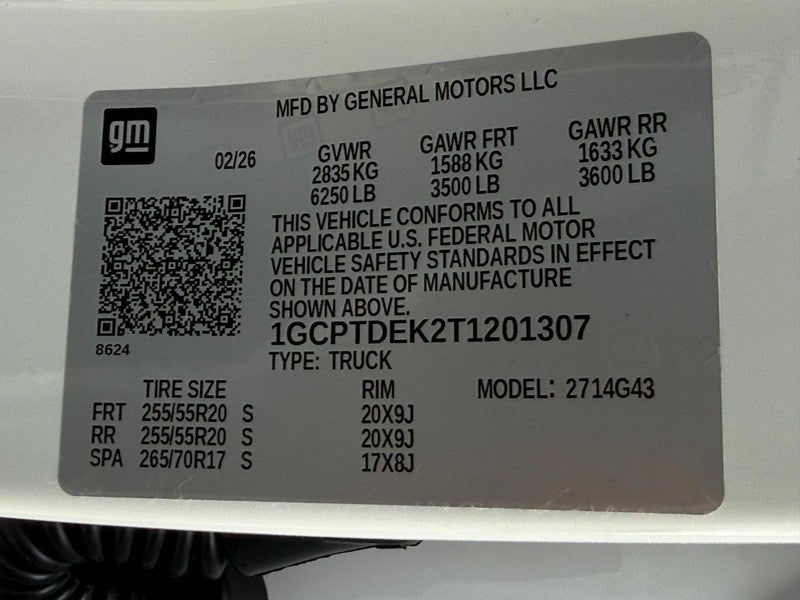 MFD BY GENERAL MOTORS LLC
gm
02/26
GVWR GAWR FRT GAWR RR
2835 KG 1588 KG 1633 KG
6250 LB 3500 LB 3600 LB
THIS VEHICLE CONFORMS TO ALL
APPLICABLE U.S. FEDERAL MOTOR
VEHICLE SAFETY STANDARDS IN EFFECT
ON THE DATE OF MANUFACTURE
SHOWN ABOVE.
1GCPTDEK2T1201307
8624
TYPE: TRUCK
TIRE SIZE RIM MODEL: 2714G43
FRT 255/55R20 S 20X9J
RR 255/55R20 S 20X9J
SPA 265/70R17 S 17X8J